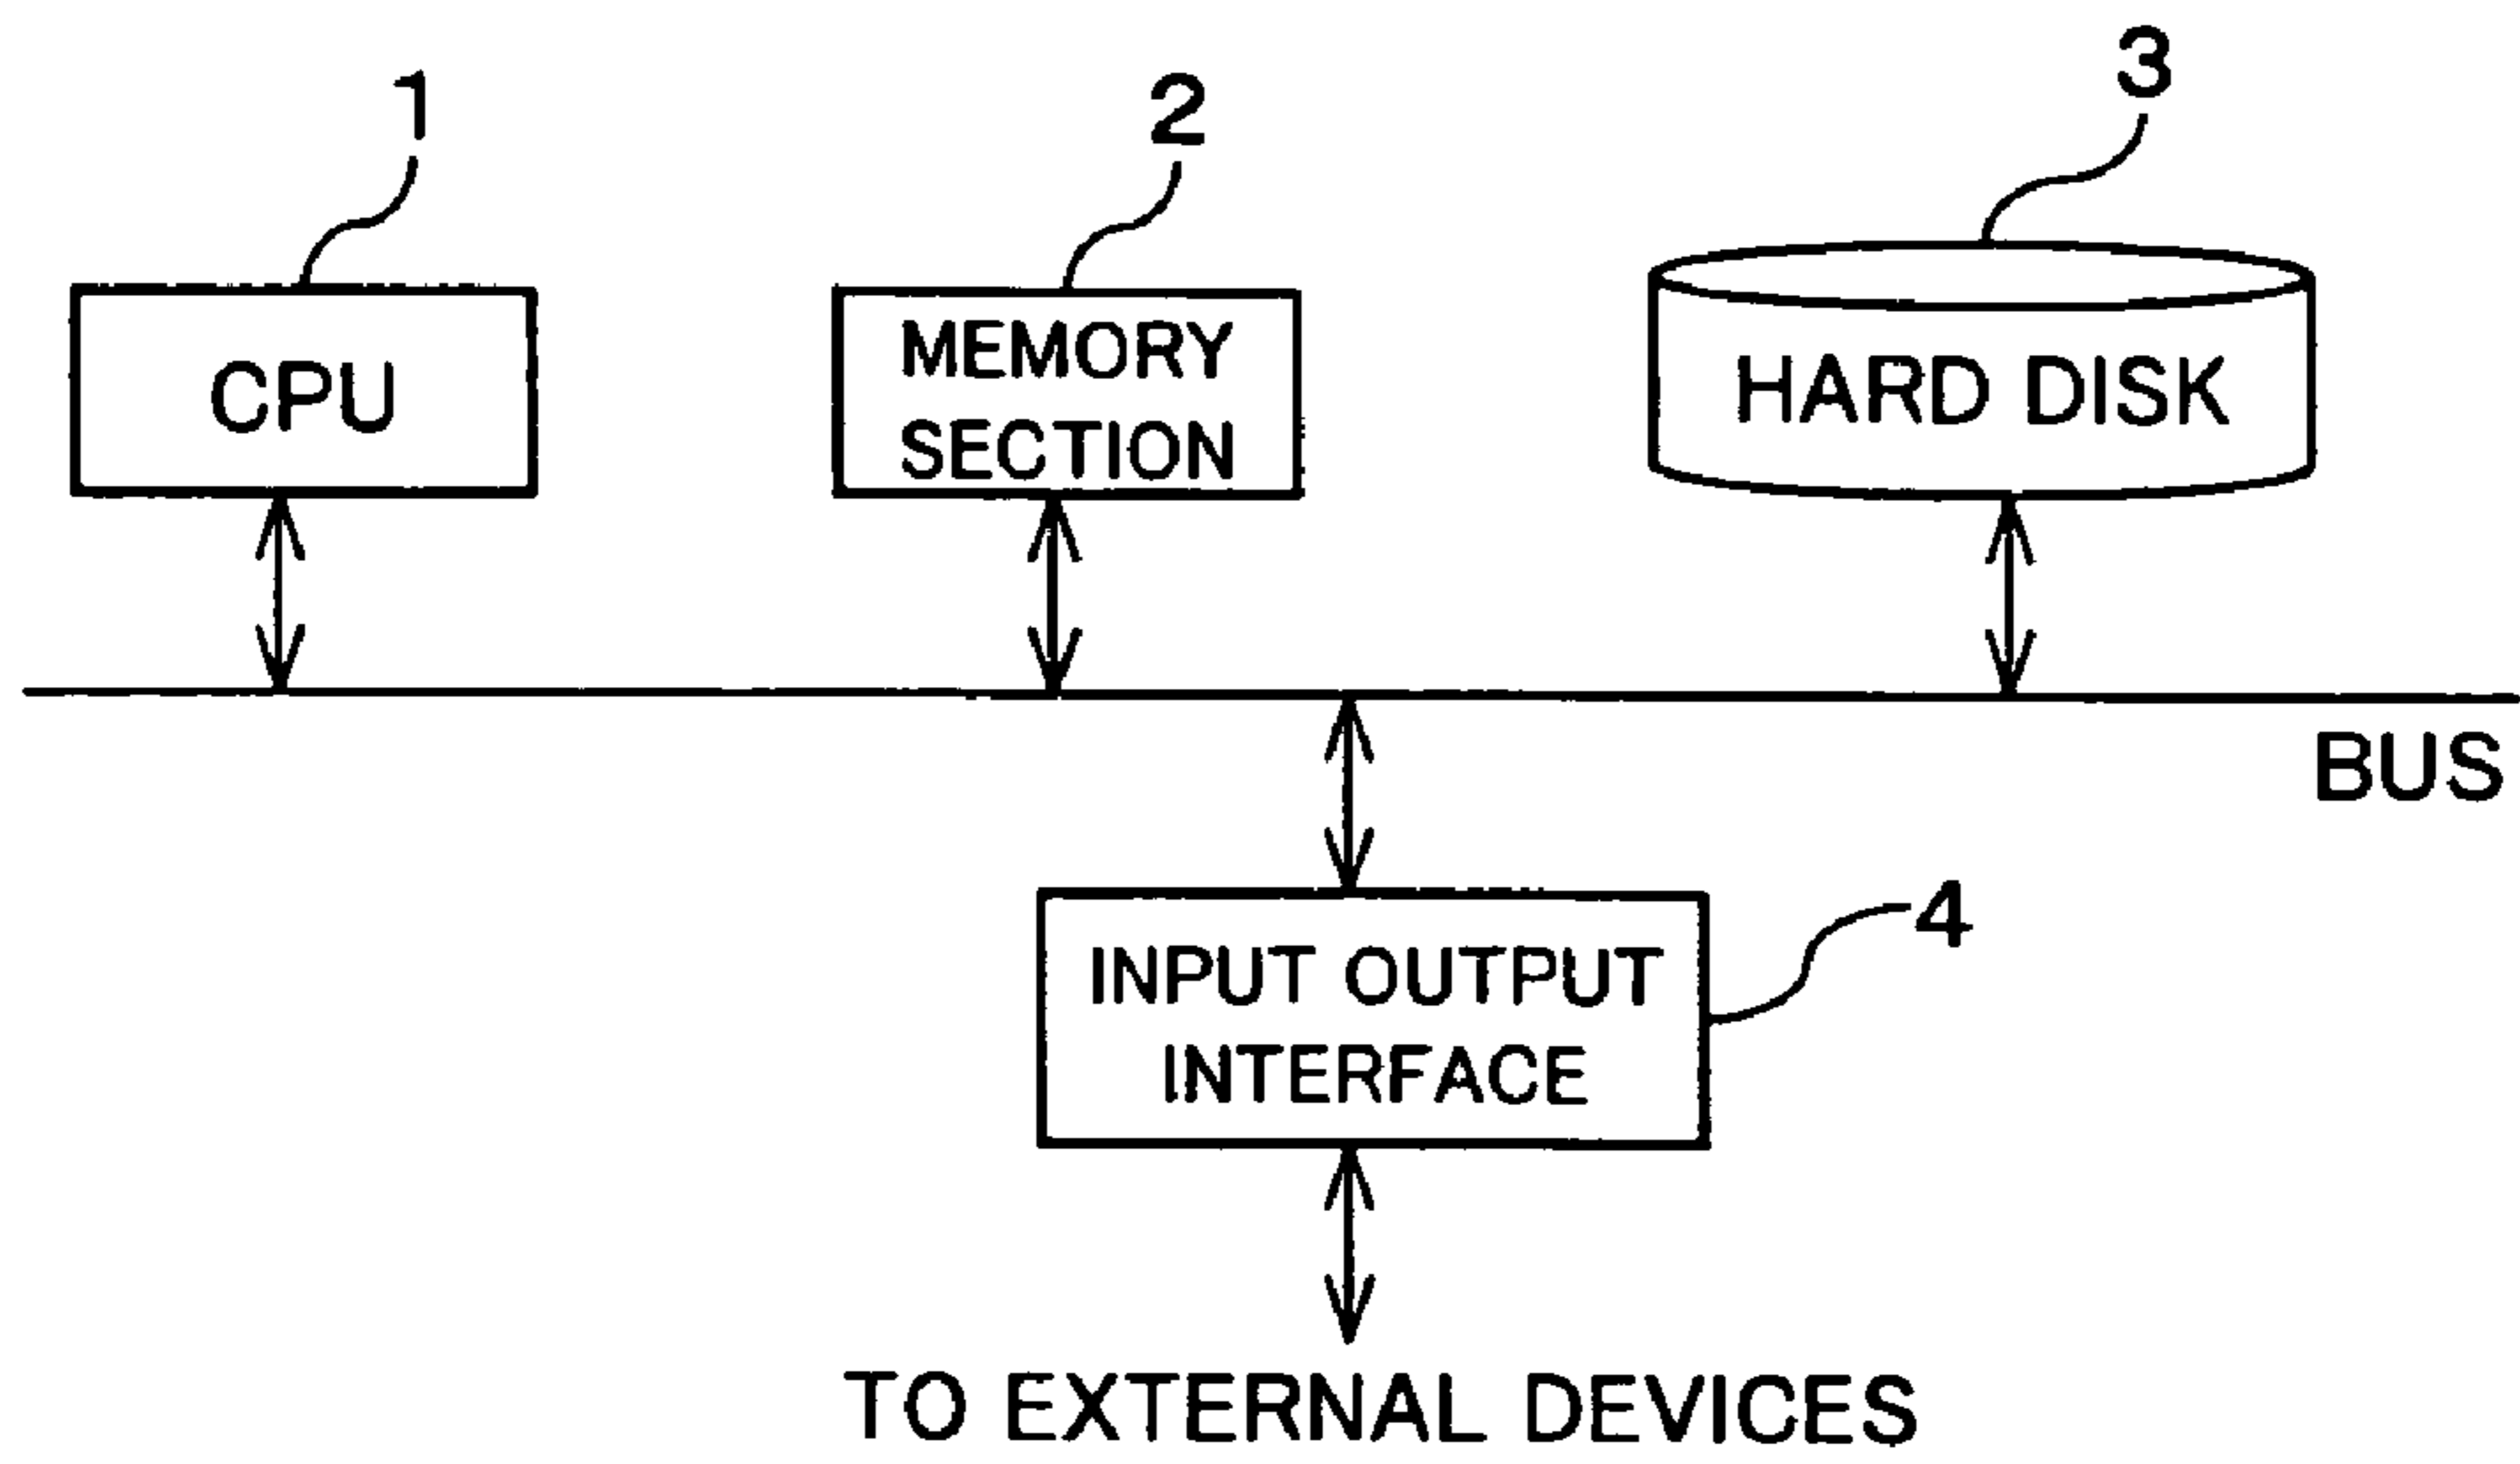 1
2
3
CPU
MEMORY
SECTION
HARD DISK
BUS
INPUT OUTPUT
INTERFACE
4
TO EXTERNAL DEVICES